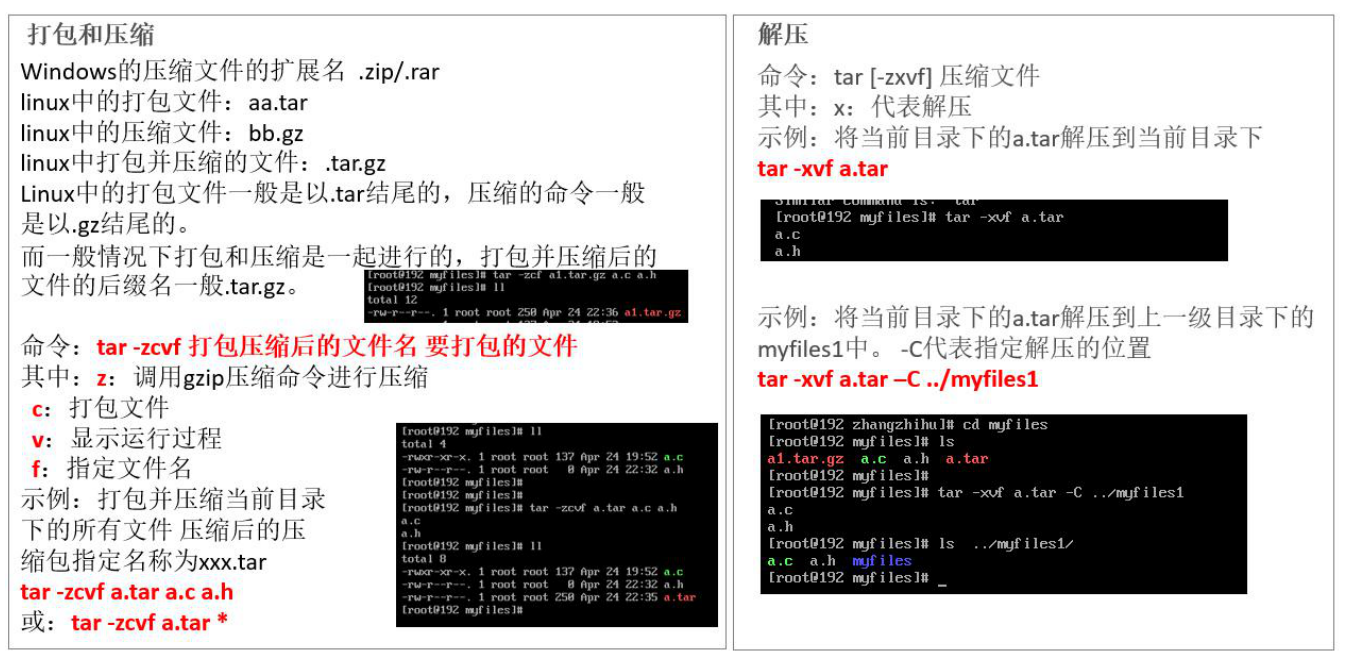 打包和压缩
Windows的压缩文件的扩展名 .zip/.rar
linux中的打包文件：aa.tar
linux中的压缩文件：bb.gz
linux中打包并压缩的文件：.tar.gz
Linux中的打包文件一般是以.tar结尾的，压缩的命令一般
是以.gz结尾的。
而一般情况下打包和压缩是一起进行的，打包并压缩后的
文件的后缀名一般.tar.gz。
[root@192 myfiles]# tar -zcf a1.tar.gz a.c a.h
[root@192 myfiles]# ll
total 12
-rw-r--r--. 1 root root 250 Apr 24 22:36 a1.tar.gz
命令：tar -zcvf 打包压缩后的文件名 要打包的文件
其中：z：调用gzip压缩命令进行压缩
c：打包文件
v：显示运行过程
f：指定文件名
示例：打包并压缩当前目录
下的所有文件 压缩后的压
缩包指定名称为xxx.tar
tar -zcvf a.tar a.c a.h
或：tar -zcvf a.tar *
[root@192 myfiles]# ll
total 4
-rwxr-xr-x. 1 root root 137 Apr 24 19:52 a.c
-rw-r--r--. 1 root root 0 Apr 24 22:32 a.h
[root@192 myfiles]#
[root@192 myfiles]#
[root@192 myfiles]# tar -zcvf a.tar a.c a.h
a.c
a.h
[root@192 myfiles]# ll
total 8
-rwxr-xr-x. 1 root root 137 Apr 24 19:52 a.c
-rw-r--r--. 1 root root 0 Apr 24 22:32 a.h
-rw-r--r--. 1 root root 250 Apr 24 22:35 a.tar
[root@192 myfiles]#
解压
命令：tar [-zxvf] 压缩文件
其中：x：代表解压
示例：将当前目录下的a.tar解压到当前目录下
tar -xvf a.tar
Similar command is: 'tar'
[root@192 myfiles]# tar -xvf a.tar
a.c
a.h
示例：将当前目录下的a.tar解压到上一级目录下的
myfiles1中。 -C代表指定解压的位置
tar -xvf a.tar –C ../myfiles1
[root@192 zhangzhihu]# cd myfiles
[root@192 myfiles]# ls
a1.tar.gz a.c a.h a.tar
[root@192 myfiles]#
[root@192 myfiles]# tar -xvf a.tar -C ../myfiles1
a.c
a.h
[root@192 myfiles]# ls ../myfiles1/
a.c a.h myfiles
[root@192 myfiles]# _